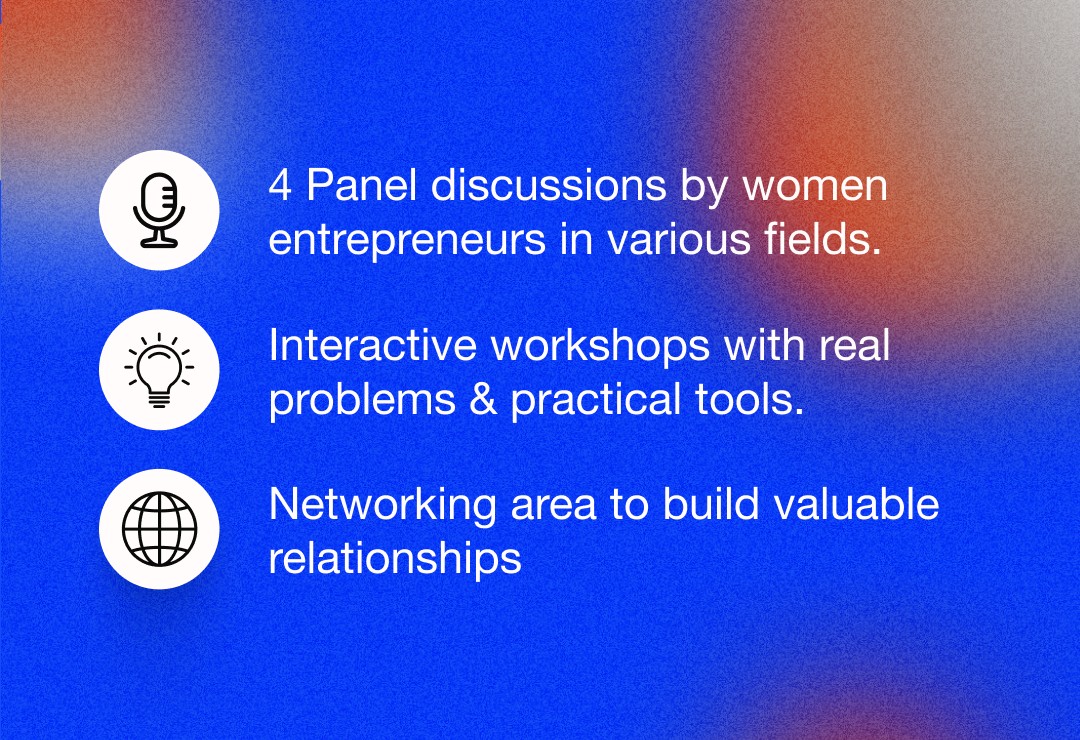 4 Panel discussions by women
entrepreneurs in various fields.
Interactive workshops with real
problems & practical tools.
Networking area to build valuable
relationships